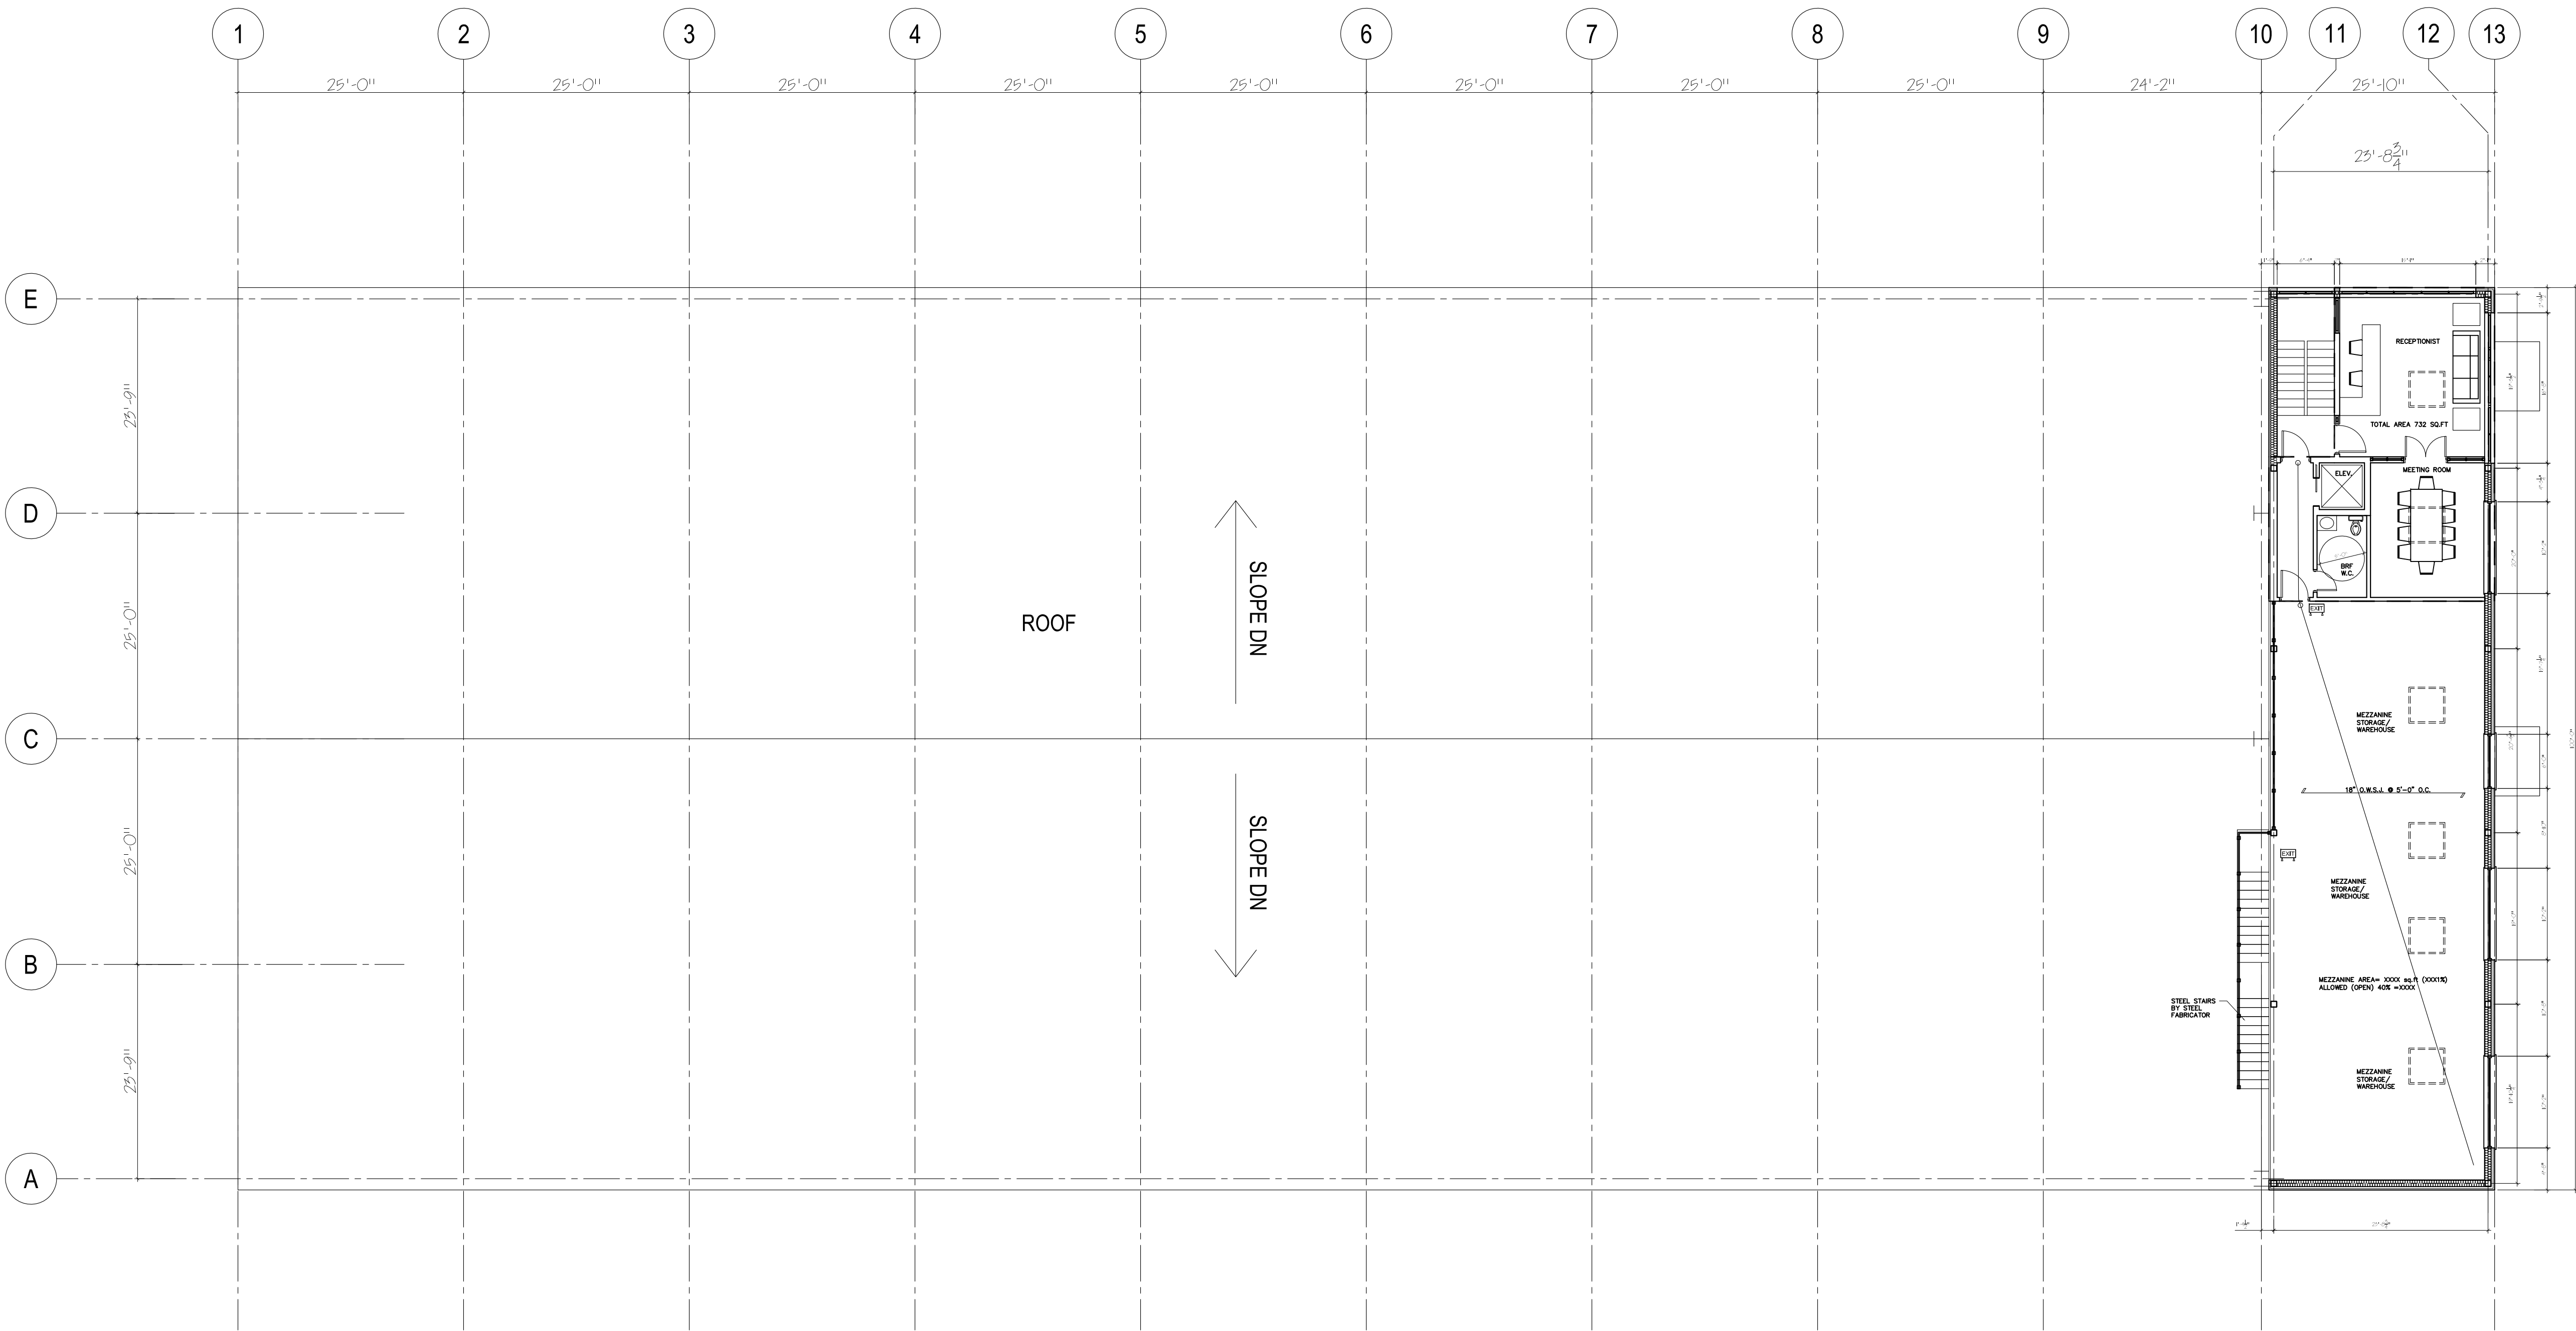 1
2
3
4
5
6
7
8
9
10
11
12
13
25'-0"
25'-0"
25'-0"
25'-0"
25'-0"
25'-0"
25'-0"
25'-0"
24'-2"
25'-10"
23'-8 3/4"
E
D
C
B
A
23'-9"
25'-0"
25'-0"
23'-9"
ROOF
SLOPE DN
SLOPE DN
RECEPTIONIST
TOTAL AREA 732 SQ.FT
ELEV.
MEETING ROOM
BRF
W.C.
EXIT
MEZZANINE
STORAGE/
WAREHOUSE
18" O.W.S.J. @ 5'-0" O.C.
EXIT
MEZZANINE
STORAGE/
WAREHOUSE
MEZZANINE AREA= XXXX sq.ft (XXX1%)
ALLOWED (OPEN) 40% =XXXX
STEEL STAIRS
BY STEEL
FABRICATOR
MEZZANINE
STORAGE/
WAREHOUSE